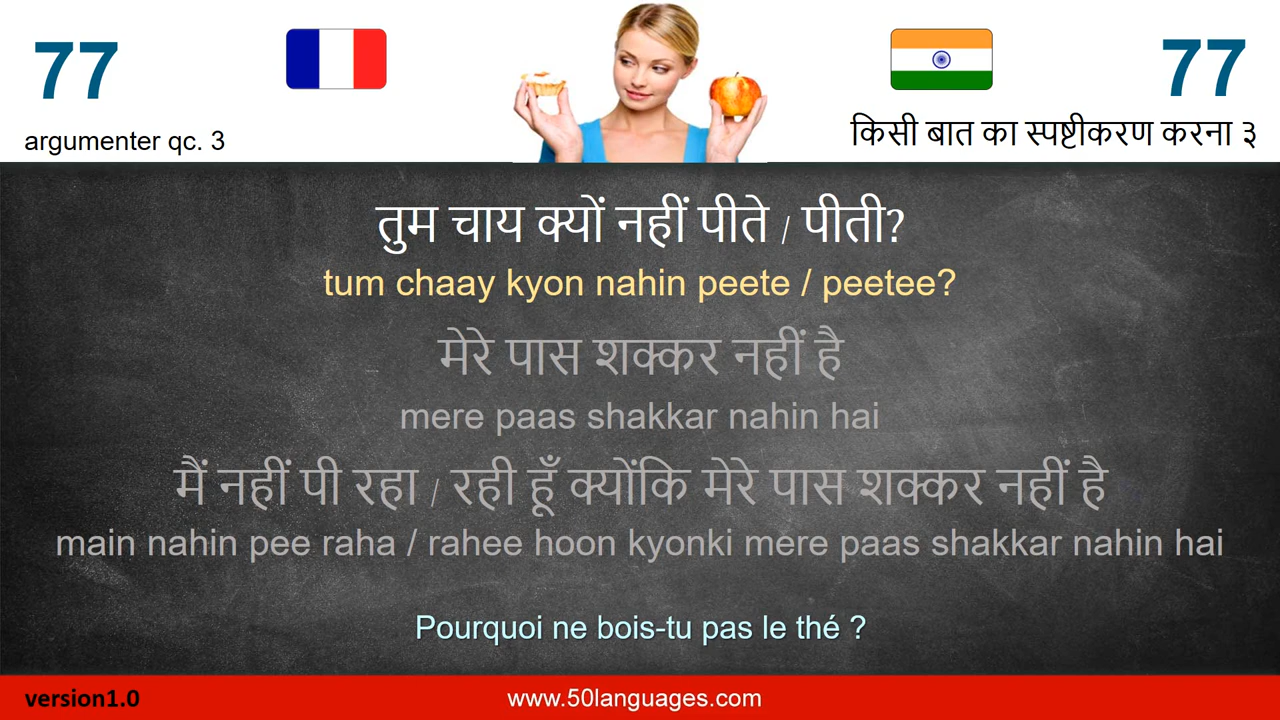 77
77
argumenter qc. 3
किसी बात का स्पष्टीकरण करना ३
तुम चाय क्यों नहीं पीते / पीती?
tum chaay kyon nahin peete / peetee?
मेरे पास शक्कर नहीं है
mere paas shakkar nahin hai
मैं नहीं पी रहा / रही हूँ क्योंकि मेरे पास शक्कर नहीं है
main nahin pee raha / rahee hoon kyonki mere paas shakkar nahin hai
Pourquoi ne bois-tu pas le thé ?
version1.0
www.50languages.com